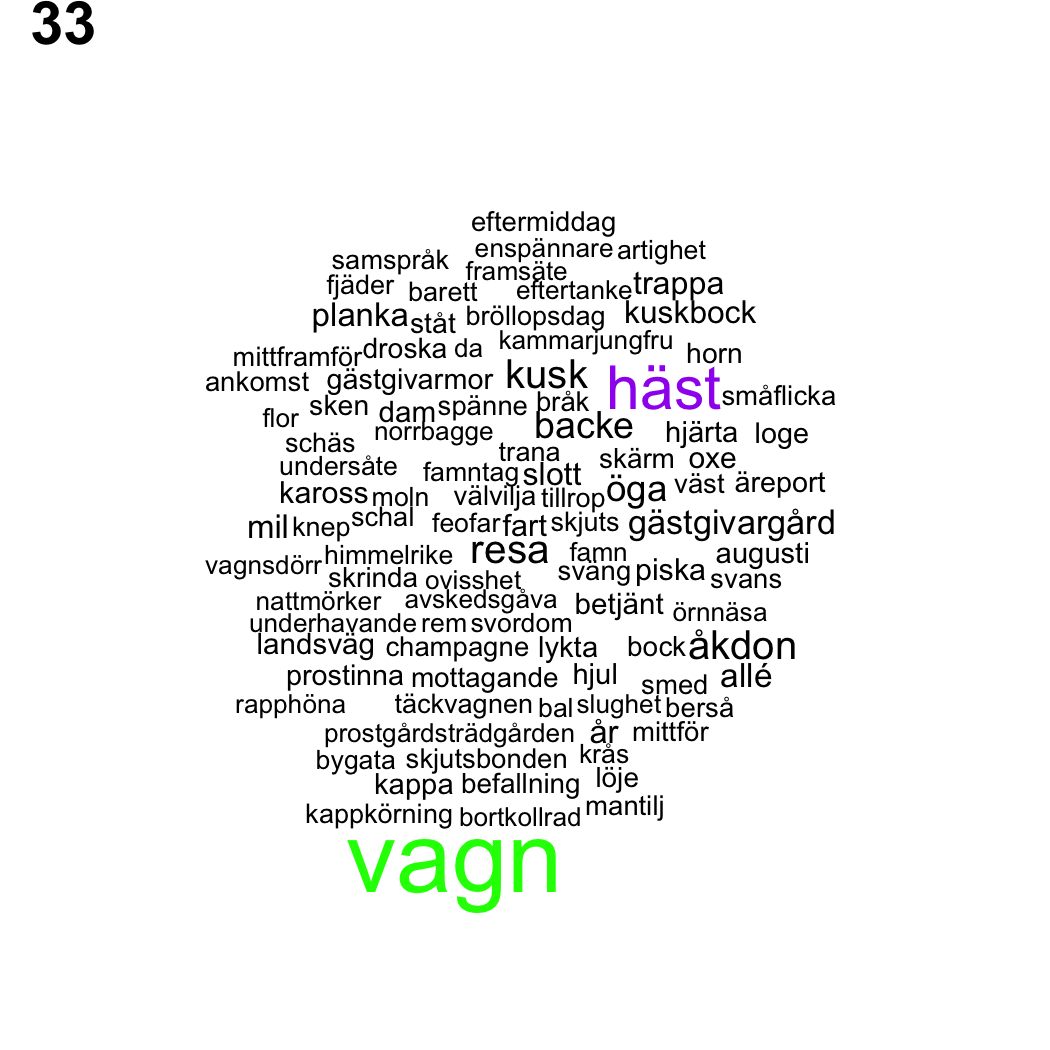 33
eftermiddag
enspännare artighet
samspråk framsäte
fjäder barett eftertanke trappa
planka ståt bröllopsdag kuskbock
mittframför droska da kammarjungfru horn
ankomst gästgivarmor kusk häst småflicka
flor sken dam spänne bråk backe
schäs norrbagge hjärta loge
undersåte trana skärm oxe
famntag slott öga väst äreport
kaross moln välvilja tillrop
mil knep schal feofar fart skjuts gästgivargård
vagnsdörr himmelrike resa famn augusti
skrinda ovisshet sväng piska svans
nattmörker avskedsgåva betjänt örnnäsa
underhavande rem svordom
landsväg champagne lykta bock åkdon
prostinna mottagande hjul smed allé
rapphöna täckvagnen bal slughet berså
prostgårdsträdgården år mittför
bygata skjutsbonden krås
kappa befallning löje
kappkörning bortkollrad mantilj
vagn